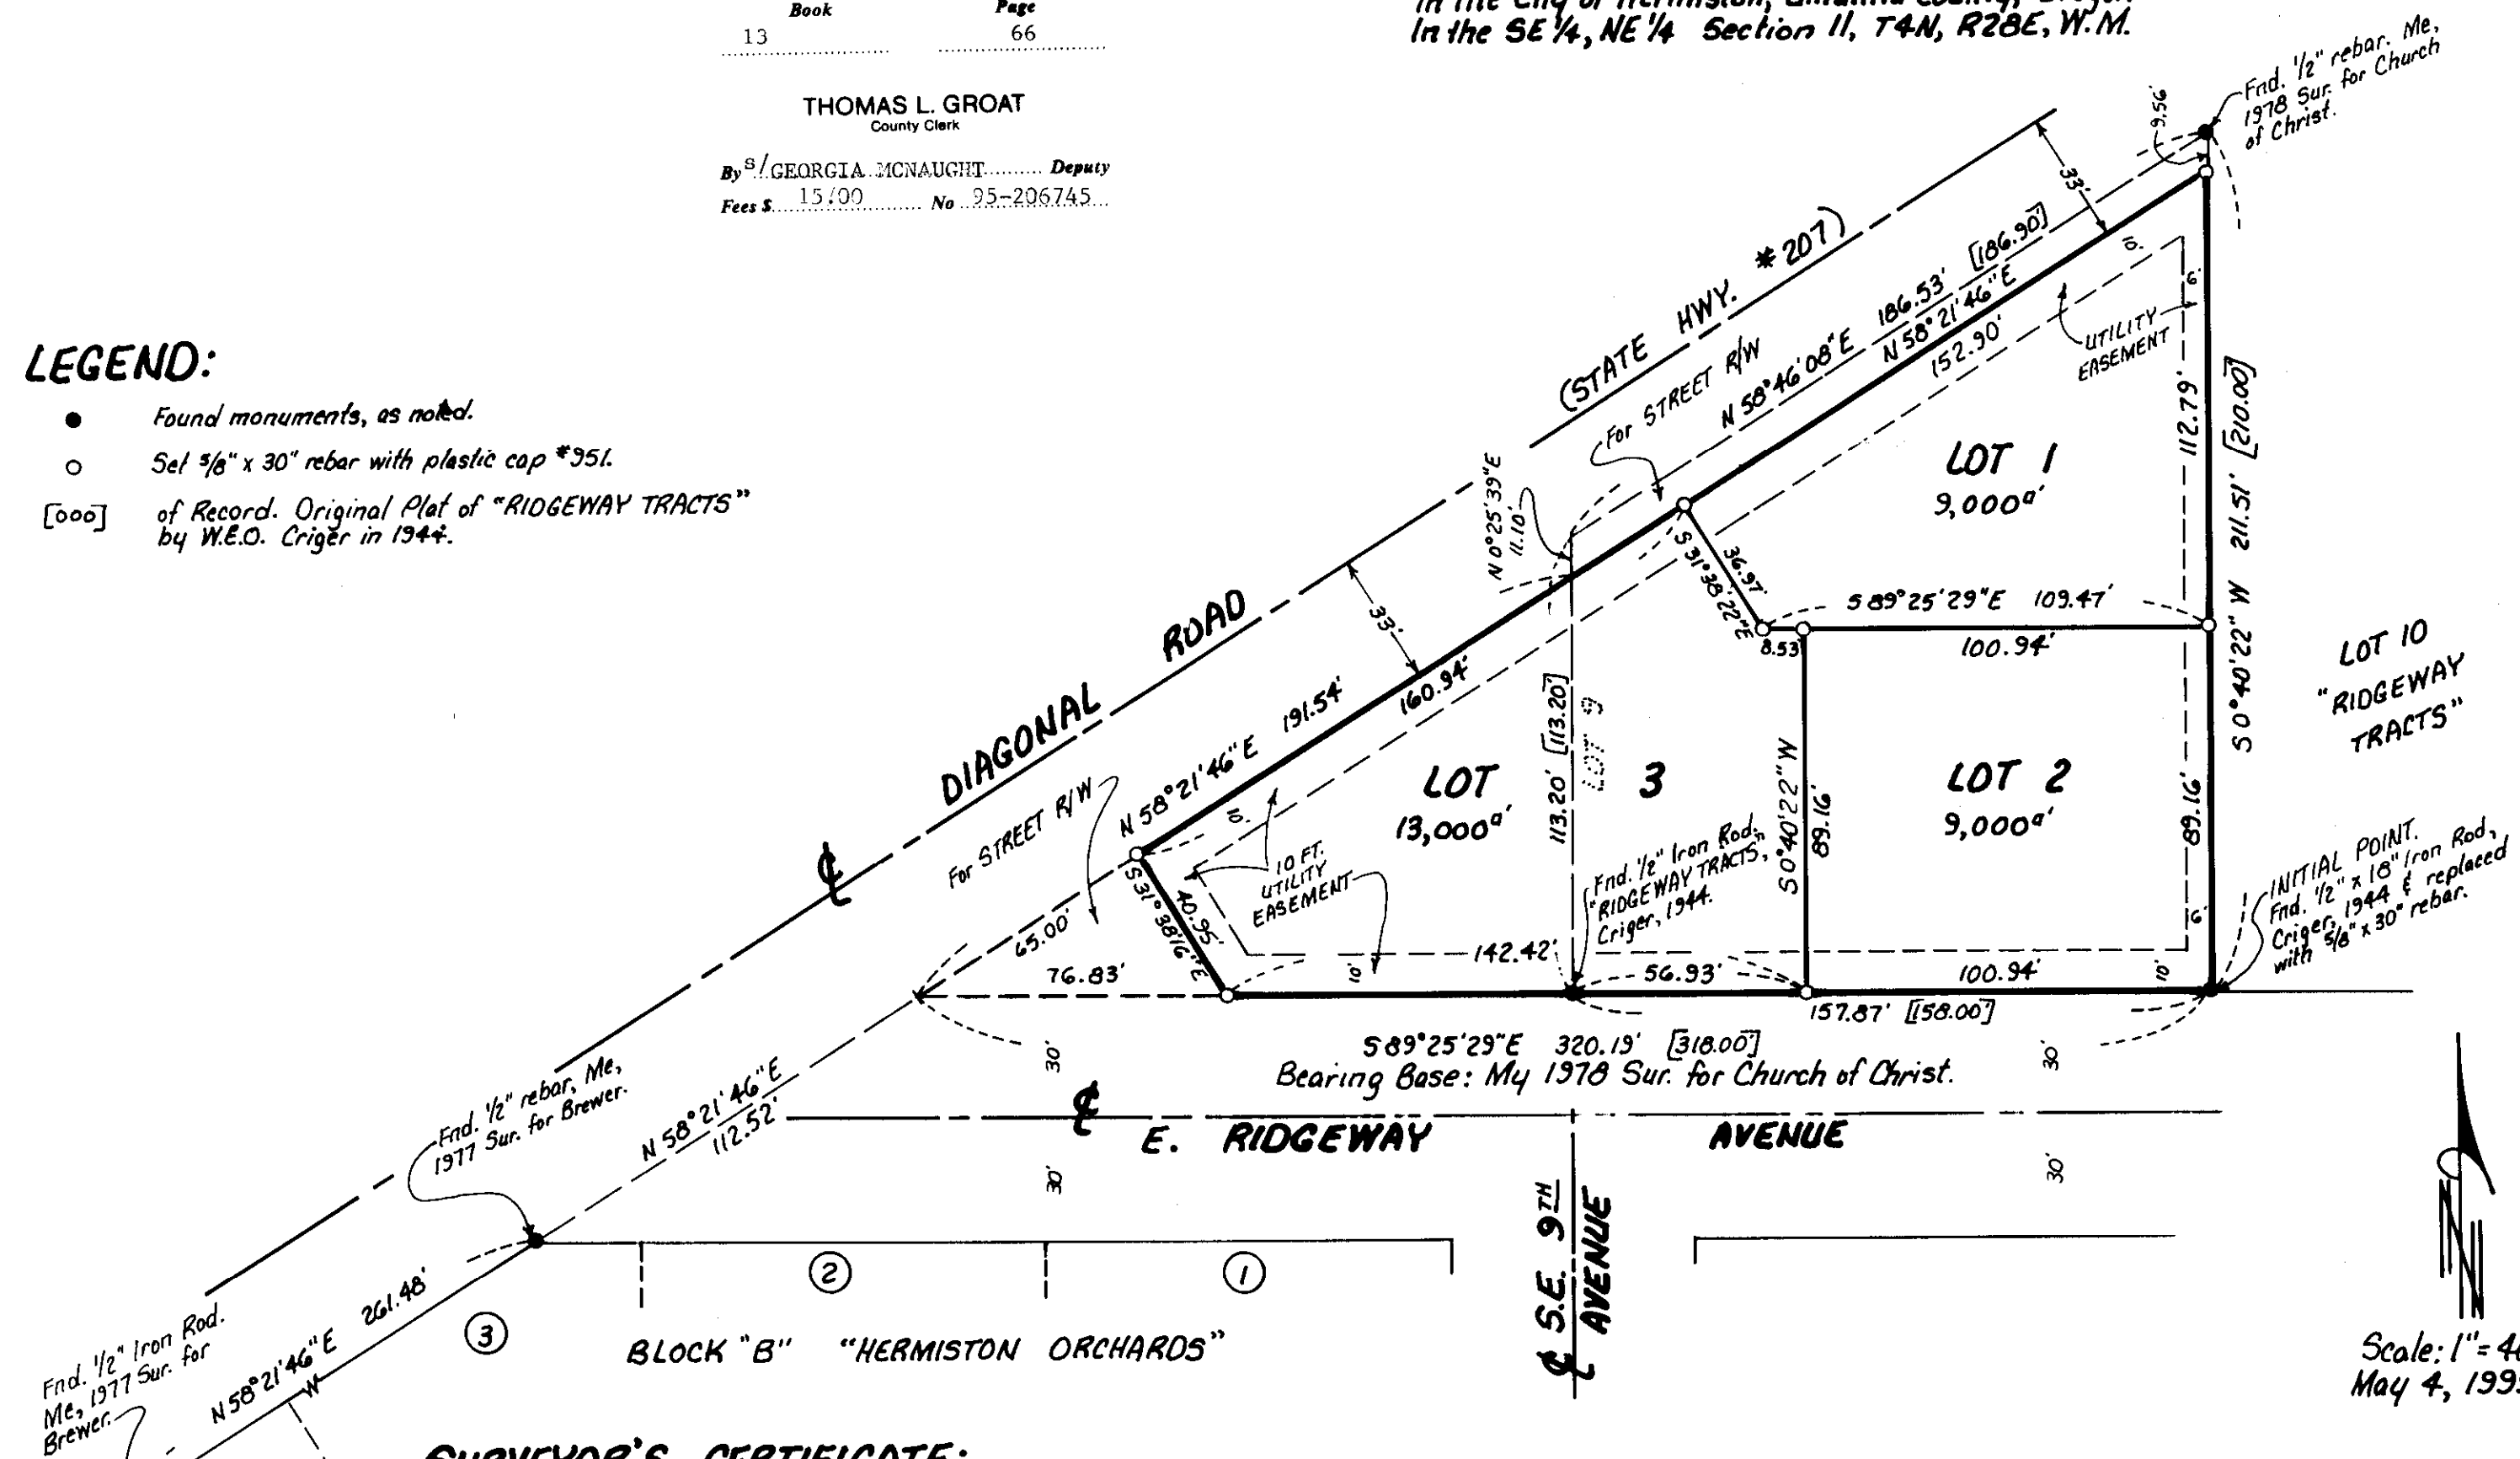 Book Page
13 66
THOMAS L. GROAT
County Clerk
By s/ GEORGIA MCNAUGHT Deputy
Fees $ 15.00 No 95-206745
In the SE 1/4, NE 1/4 Section 11, T4N, R28E, W.M.
LEGEND:
Found monuments, as noted.
Set 5/8" x 30" rebar with plastic cap #951.
[000] of Record. Original Plat of "RIDGEWAY TRACTS"
by W.E.O. Criger in 1944.
Fnd. 1/2" rebar. Me,
1978 Sur. for Church
of Christ.
9.56'
33'
(STATE HWY. #207)
For STREET R/W
N 58°46'08"E 186.53' [186.90']
N 58°21'46"E
152.90'
10'
6'
UTILITY
EASEMENT
112.79'
S 0°40'22" W 211.51' [210.00']
LOT 1
9,000□'
N 0°25'39"E
11.10'
S 31°38'22"E
36.97'
S 89°25'29"E 109.47'
8.53'
100.94'
LOT 10
"RIDGEWAY
TRACTS"
DIAGONAL ROAD
33'
℄
For STREET R/W
N 58°21'46"E 191.54'
160.94'
10'
113.20' [113.20']
LOT 9
LOT 3
13,000□'
S 0°40'22" W
89.16'
LOT 2
9,000□'
89.16'
6'
10'
INITIAL POINT.
Fnd. 1/2" x 18" Iron Rod,
Criger, 1944 & replaced
with 5/8" x 30" rebar.
Fnd. 1/2" Iron Rod.
"RIDGEWAY TRACTS",
Criger, 1944.
10 FT.
UTILITY
EASEMENT
S 31°38'16"E
40.95'
65.00'
76.83'
10'
142.42'
56.93'
100.94'
157.87' [158.00']
S 89°25'29"E 320.19' [318.00']
Bearing Base: My 1978 Sur. for Church of Christ.
30'
30'
℄
E. RIDGEWAY AVENUE
30'
30'
Fnd. 1/2" rebar, Me,
1977 Sur. for Brewer.
N 58°21'46"E
112.52'
℄ S.E. 9TH
AVENUE
2
1
3
BLOCK "B" "HERMISTON ORCHARDS"
N 58°21'46"E 261.48'
Fnd. 1/2" Iron Rod.
Me, 1977 Sur. for
Brewer.
N
Scale: 1"=
May 4, 199
SURVEYOR'S CERTIFICATE: